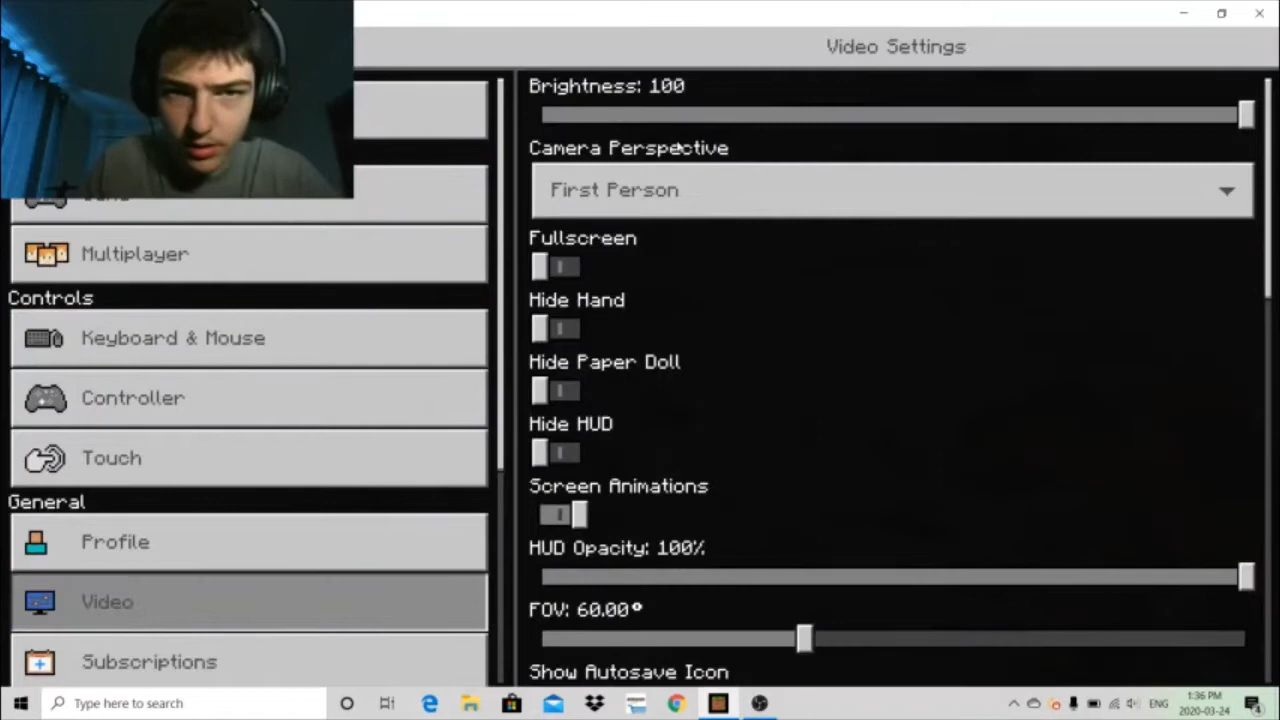 Video Settings
Multiplayer
Controls
Keyboard & Mouse
Controller
Touch
General
Profile
Video
Subscriptions
Brightness: 100
Camera Perspective
First Person
Fullscreen
Hide Hand
Hide Paper Doll
Hide HUD
Screen Animations
HUD Opacity: 100%
FOV: 60.00°
Show Autosave Icon
Type here to search
ENG
1:36 PM
2020-03-24
4